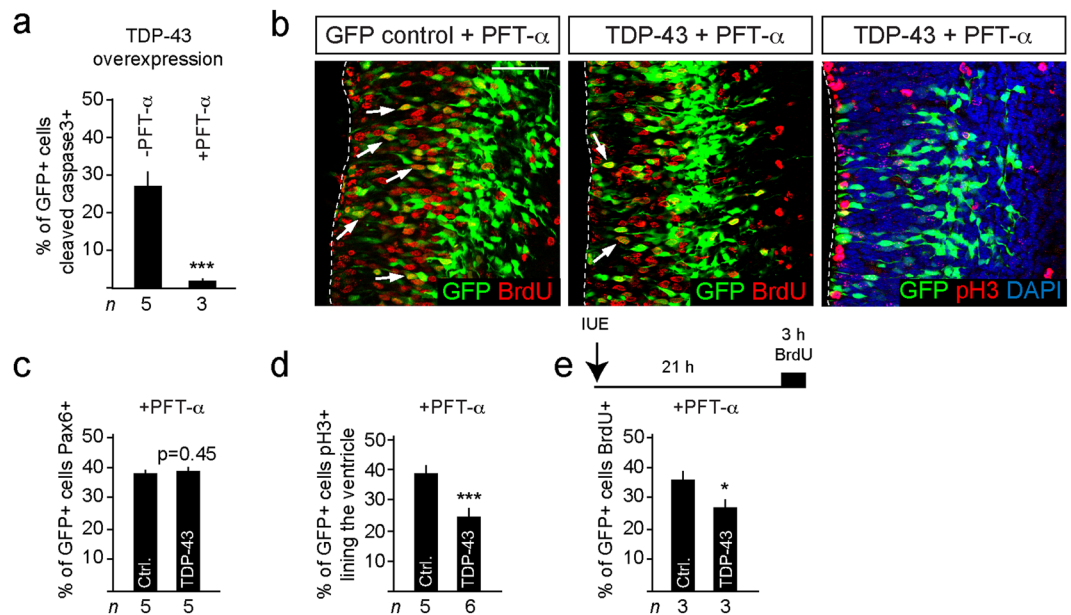 a
TDP-43
overexpression
% of GFP+ cells
cleaved caspase3+
50
40
30
20
10
-PFT-α
+PFT-α
***
n 5 3
b
GFP control + PFT-α
TDP-43 + PFT-α
TDP-43 + PFT-α
GFP BrdU
GFP BrdU
GFP pH3 DAPI
c
+PFT-α
% of GFP+ cells Pax6+
50
40
30
20
10
p=0.45
Ctrl.
TDP-43
n 5 5
d
+PFT-α
% of GFP+ cells pH3+
lining the ventricle
50
40
30
20
10
***
Ctrl.
TDP-43
n 5 6
e
IUE
21 h
3 h
BrdU
+PFT-α
% of GFP+ cells BrdU+
50
40
30
20
10
*
Ctrl.
TDP-43
n 3 3